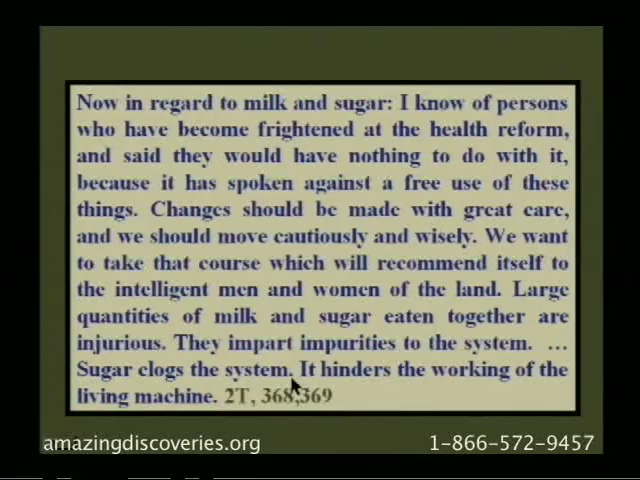 Now in regard to milk and sugar: I know of persons
who have become frightened at the health reform,
and said they would have nothing to do with it,
because it has spoken against a free use of these
things. Changes should be made with great care,
and we should move cautiously and wisely. We want
to take that course which will recommend itself to
the intelligent men and women of the land. Large
quantities of milk and sugar eaten together are
injurious. They impart impurities to the system. ...
Sugar clogs the system. It hinders the working of the
living machine. 2T, 368,369
amazingdiscoveries.org 1-866-572-9457